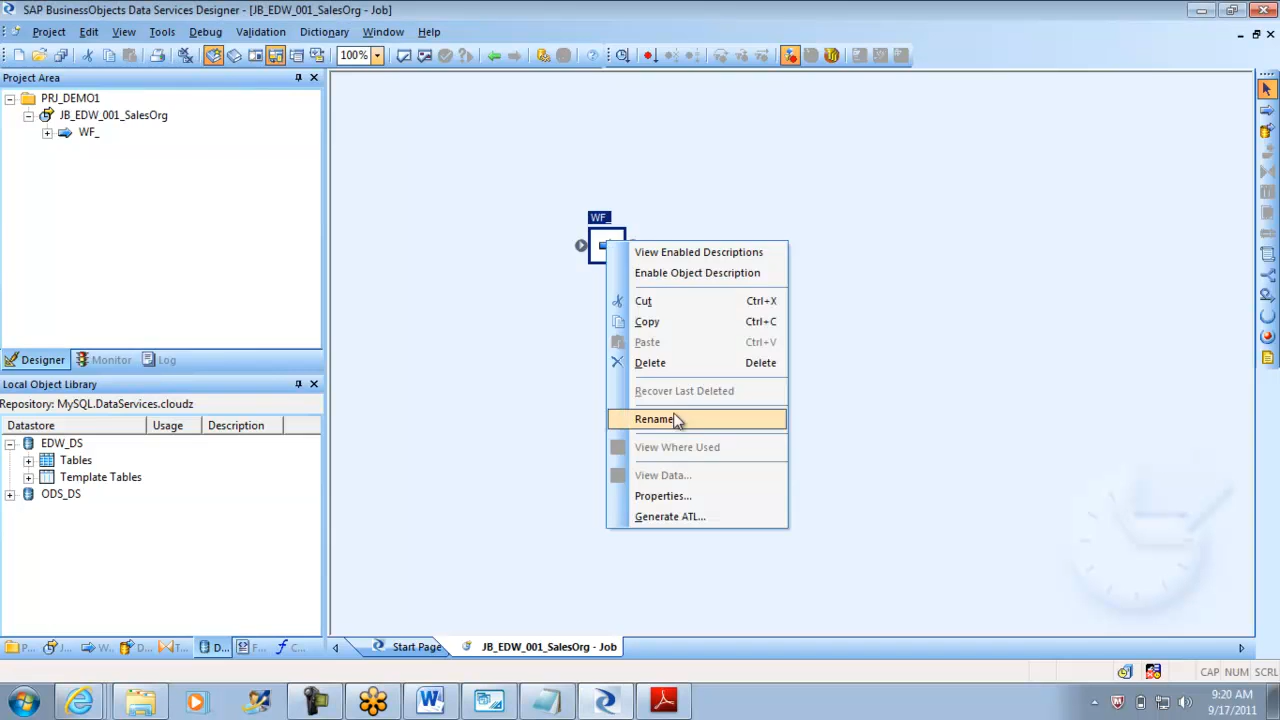 SAP BusinessObjects Data Services Designer - [JB_EDW_001_SalesOrg - Job]
Project Edit View Tools Debug Validation Dictionary Window Help
100%
Project Area
PRJ_DEMO1
JB_EDW_001_SalesOrg
WF_
WF_
View Enabled Descriptions
Enable Object Description
Cut Ctrl+X
Copy Ctrl+C
Paste Ctrl+V
Delete Delete
Recover Last Deleted
Rename
View Where Used
View Data...
Properties...
Generate ATL...
Designer Monitor Log
Local Object Library
Repository: MySQL.DataServices.cloudz
Datastore Usage Description
EDW_DS
Tables
Template Tables
ODS_DS
P... J... W... D... T... D... F... C...
Start Page JB_EDW_001_SalesOrg - Job
CAP NUM SCRL
9:20 AM
9/17/2011